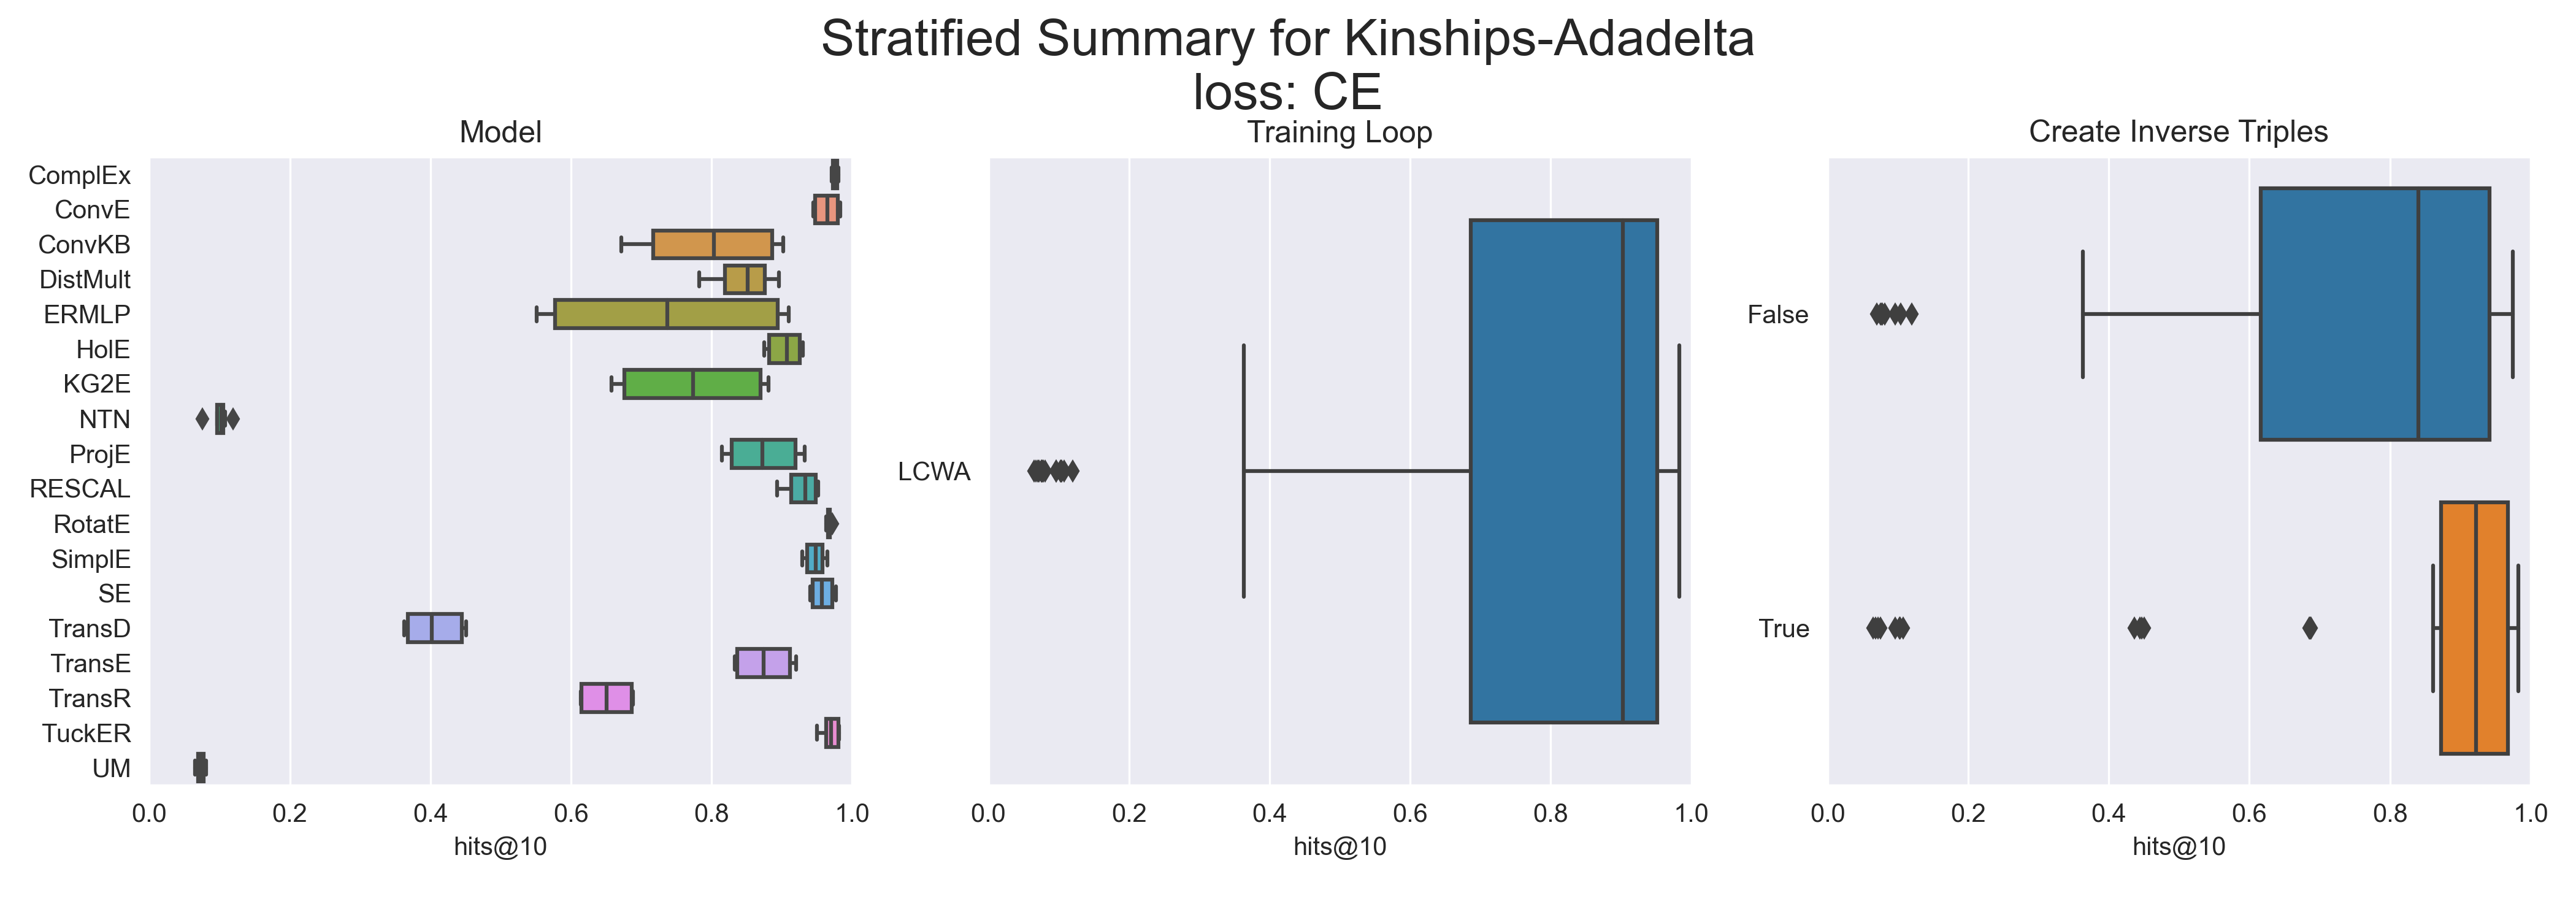 Stratified Summary for Kinships-Adadelta
loss: CE
Model
ComplEx
ConvE
ConvKB
DistMult
ERMLP
HolE
KG2E
NTN
ProjE
RESCAL
RotatE
SimplE
SE
TransD
TransE
TransR
TuckER
UM
0.0 0.2 0.4 0.6 0.8 1.0
hits@10
Training Loop
LCWA
0.0 0.2 0.4 0.6 0.8 1.0
hits@10
Create Inverse Triples
False
True
0.0 0.2 0.4 0.6 0.8 1.0
hits@10